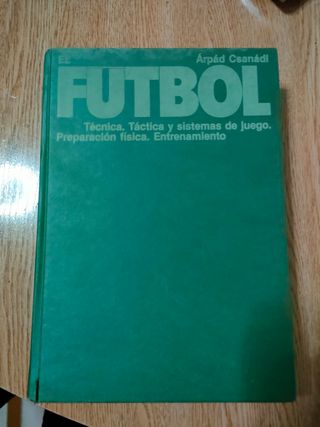 EL
Árpád Csanádi
FUTBOL
Técnica. Táctica y sistemas de juego.
Preparación física. Entrenamiento